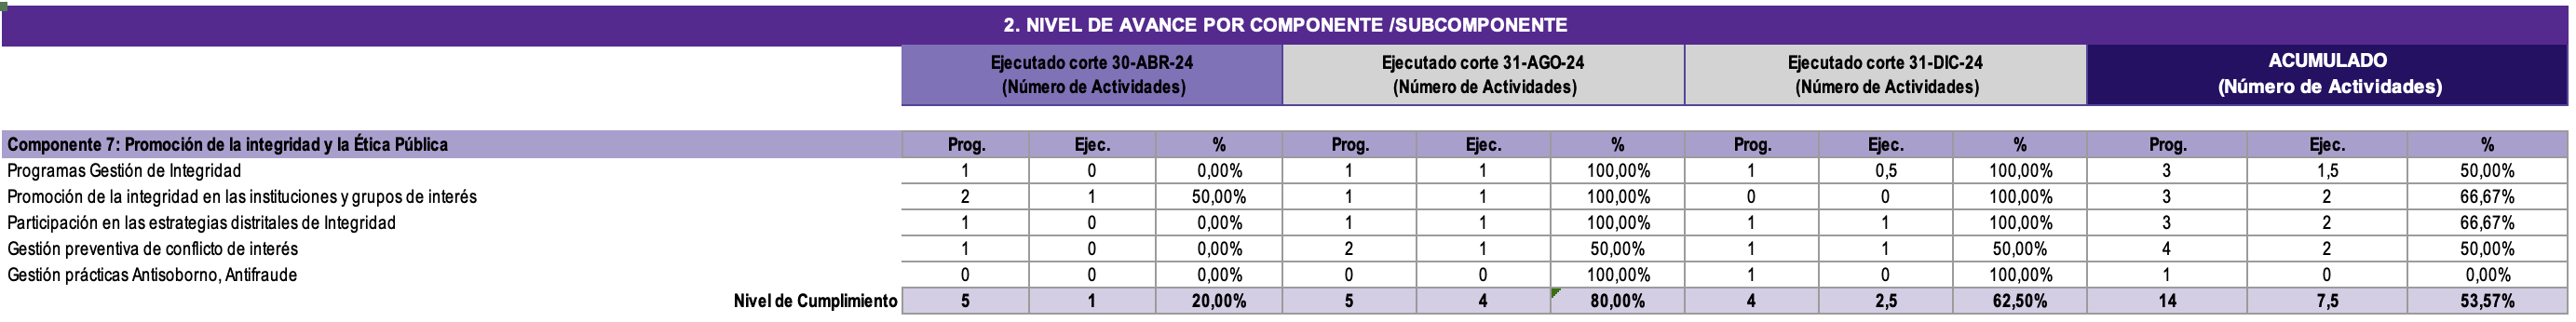 2. NIVEL DE AVANCE POR COMPONENTE /SUBCOMPONENTE
Ejecutado corte 30-ABR-24 Ejecutado corte 31-AGO-24 Ejecutado corte 31-DIC-24 ACUMULADO
(Número de Actividades) (Número de Actividades) (Número de Actividades) (Número de Actividades)
Componente 7: Promoción de la integridad y la Ética Pública Prog. Ejec. % Prog. Ejec. % Prog. Ejec. % Prog. Ejec. %
Programas Gestión de Integridad 1 0 0,00% 1 1 100,00% 1 0,5 100,00% 3 1,5 50,00%
Promoción de la integridad en las instituciones y grupos de interés 2 1 50,00% 1 1 100,00% 0 0 100,00% 3 2 66,67%
Participación en las estrategias distritales de Integridad 1 0 0,00% 1 1 100,00% 1 1 100,00% 3 2 66,67%
Gestión preventiva de conflicto de interés 1 0 0,00% 2 1 50,00% 1 1 50,00% 4 2 50,00%
Gestión prácticas Antisoborno, Antifraude 0 0 0,00% 0 0 100,00% 1 0 100,00% 1 0 0,00%
Nivel de Cumplimiento 5 1 20,00% 5 4 80,00% 4 2,5 62,50% 14 7,5 53,57%